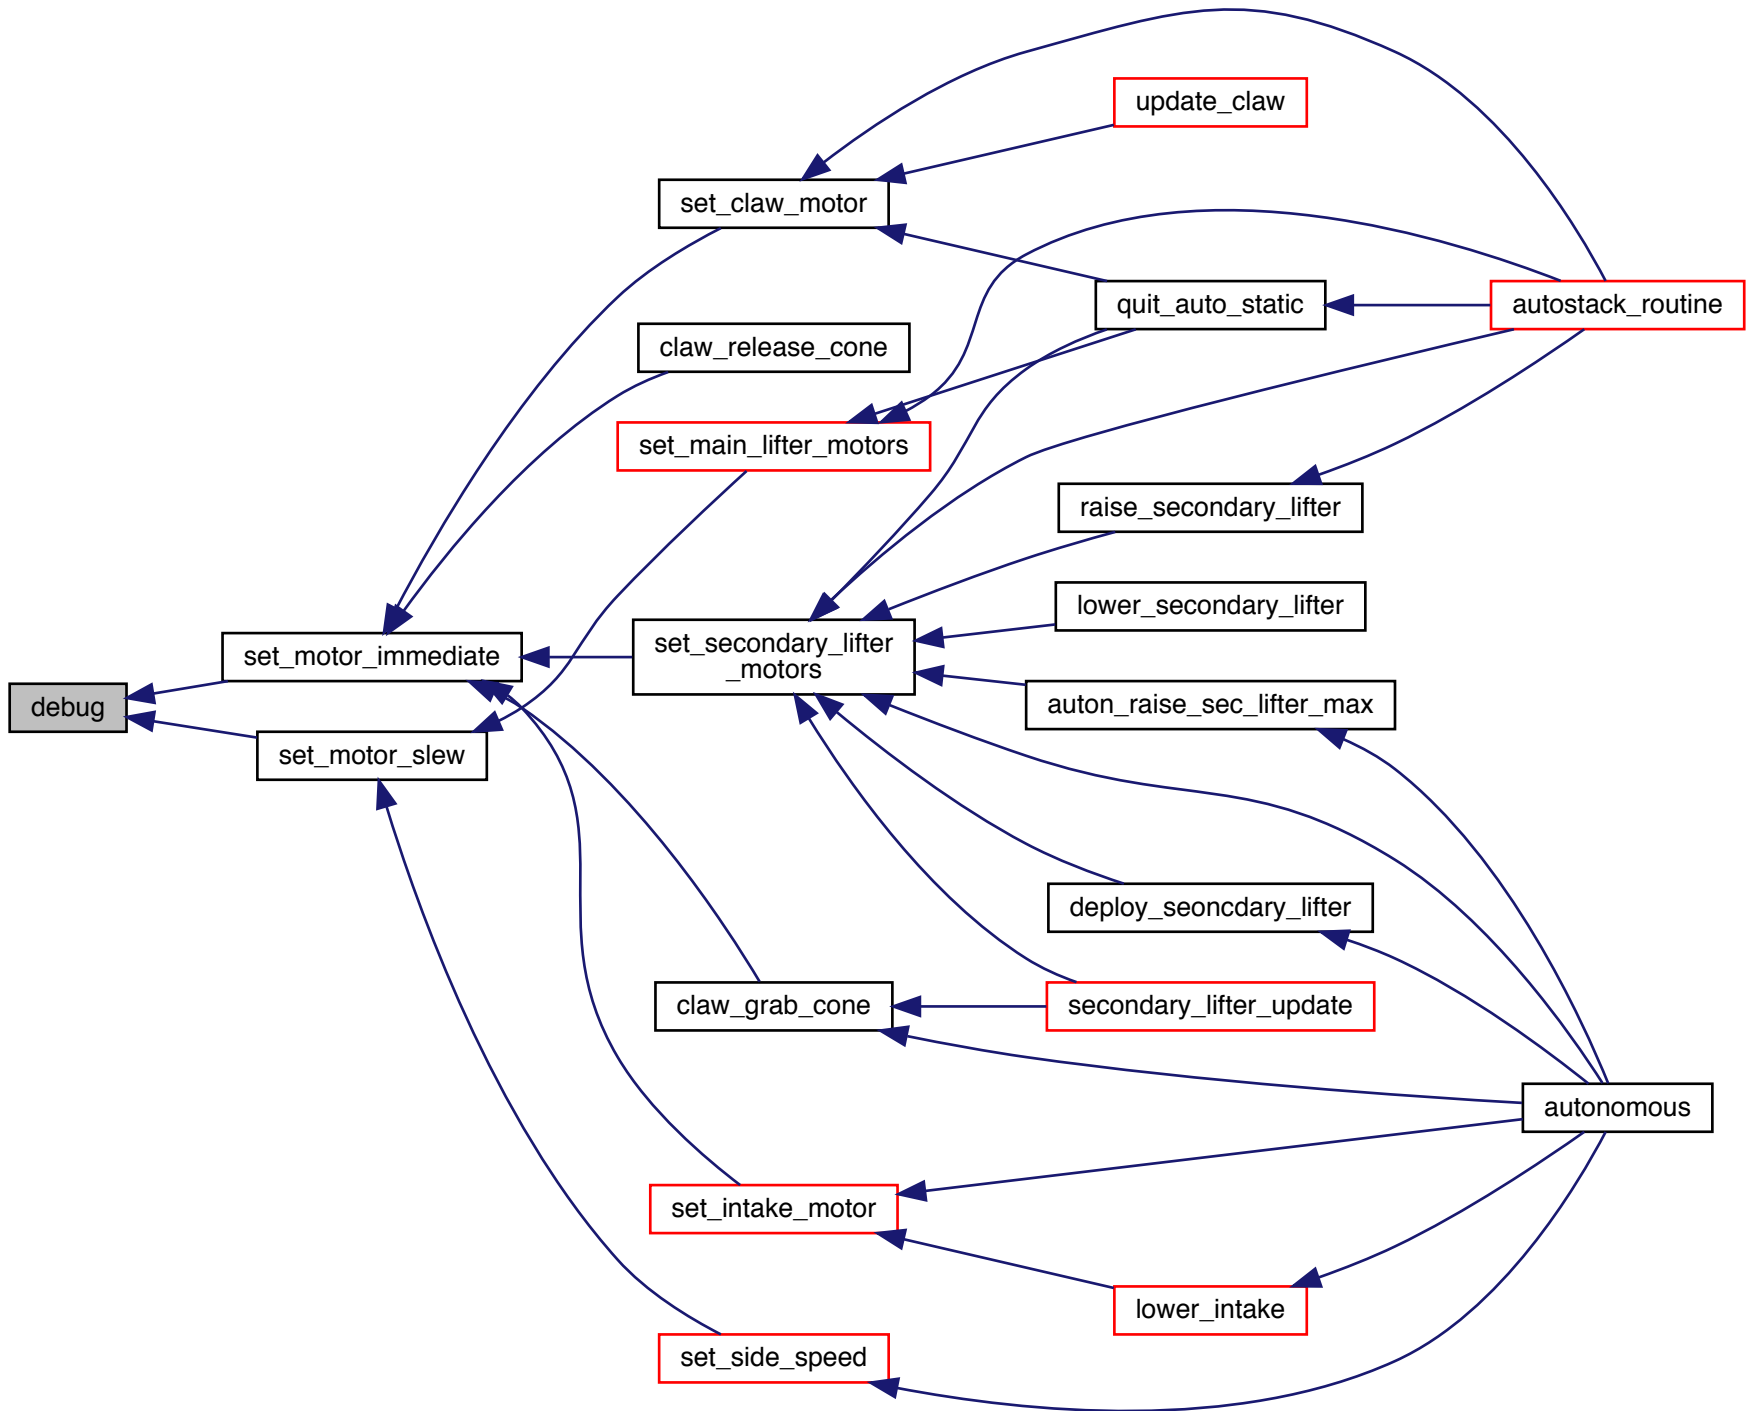 update_claw
set_claw_motor
quit_auto_static
autostack_routine
claw_release_cone
set_main_lifter_motors
raise_secondary_lifter
lower_secondary_lifter
set_motor_immediate
set_secondary_lifter
_motors
debug
auton_raise_sec_lifter_max
set_motor_slew
deploy_seoncdary_lifter
claw_grab_cone
secondary_lifter_update
autonomous
set_intake_motor
lower_intake
set_side_speed